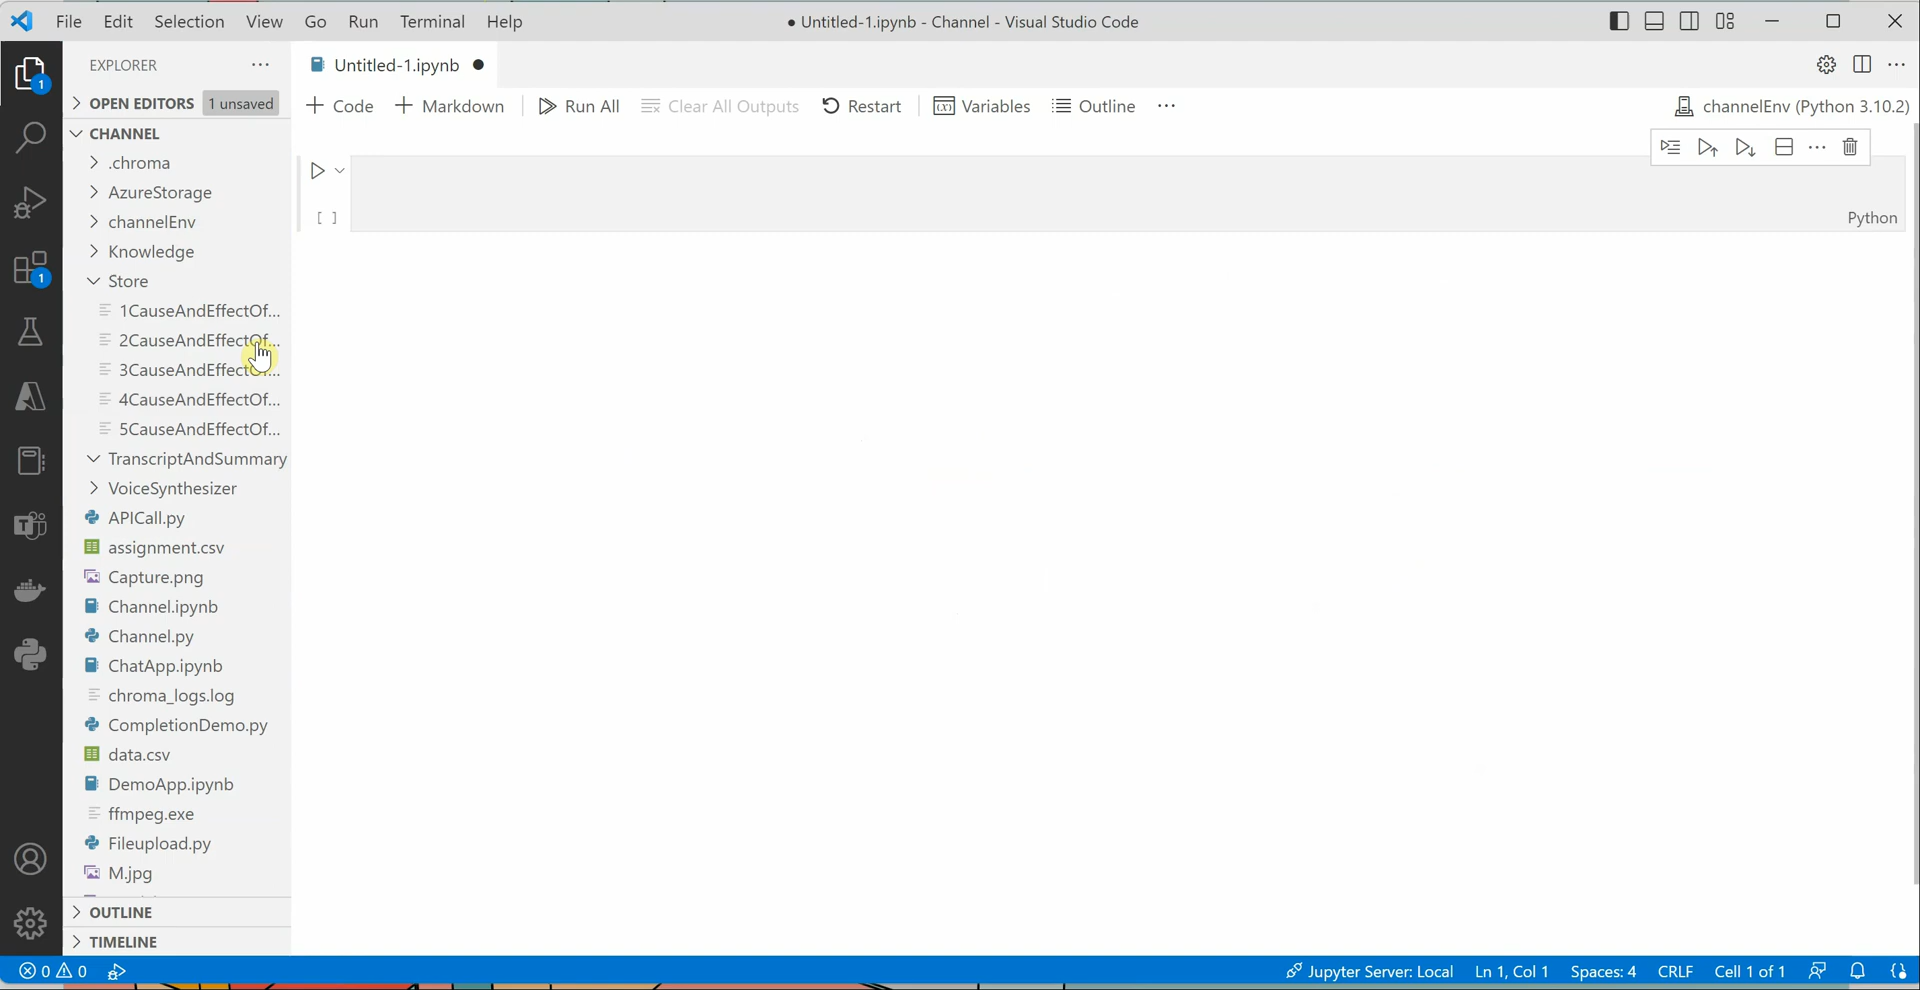 File Edit Selection View Go Run Terminal Help
● Untitled-1.ipynb - Channel - Visual Studio Code
EXPLORER ...
1
OPEN EDITORS 1 unsaved
CHANNEL
.chroma
AzureStorage
channelEnv
Knowledge
Store
1CauseAndEffectOf...
2CauseAndEffectOf...
3CauseAndEffectOf...
4CauseAndEffectOf...
5CauseAndEffectOf...
TranscriptAndSummary
VoiceSynthesizer
APICall.py
assignment.csv
Capture.png
Channel.ipynb
Channel.py
ChatApp.ipynb
chroma_logs.log
CompletionDemo.py
data.csv
DemoApp.ipynb
ffmpeg.exe
Fileupload.py
M.jpg
OUTLINE
TIMELINE
1
Untitled-1.ipynb ●
+ Code + Markdown Run All Clear All Outputs Restart Variables Outline ...
channelEnv (Python 3.10.2)
[ ]
Python
0 0
Jupyter Server: Local Ln 1, Col 1 Spaces: 4 CRLF Cell 1 of 1